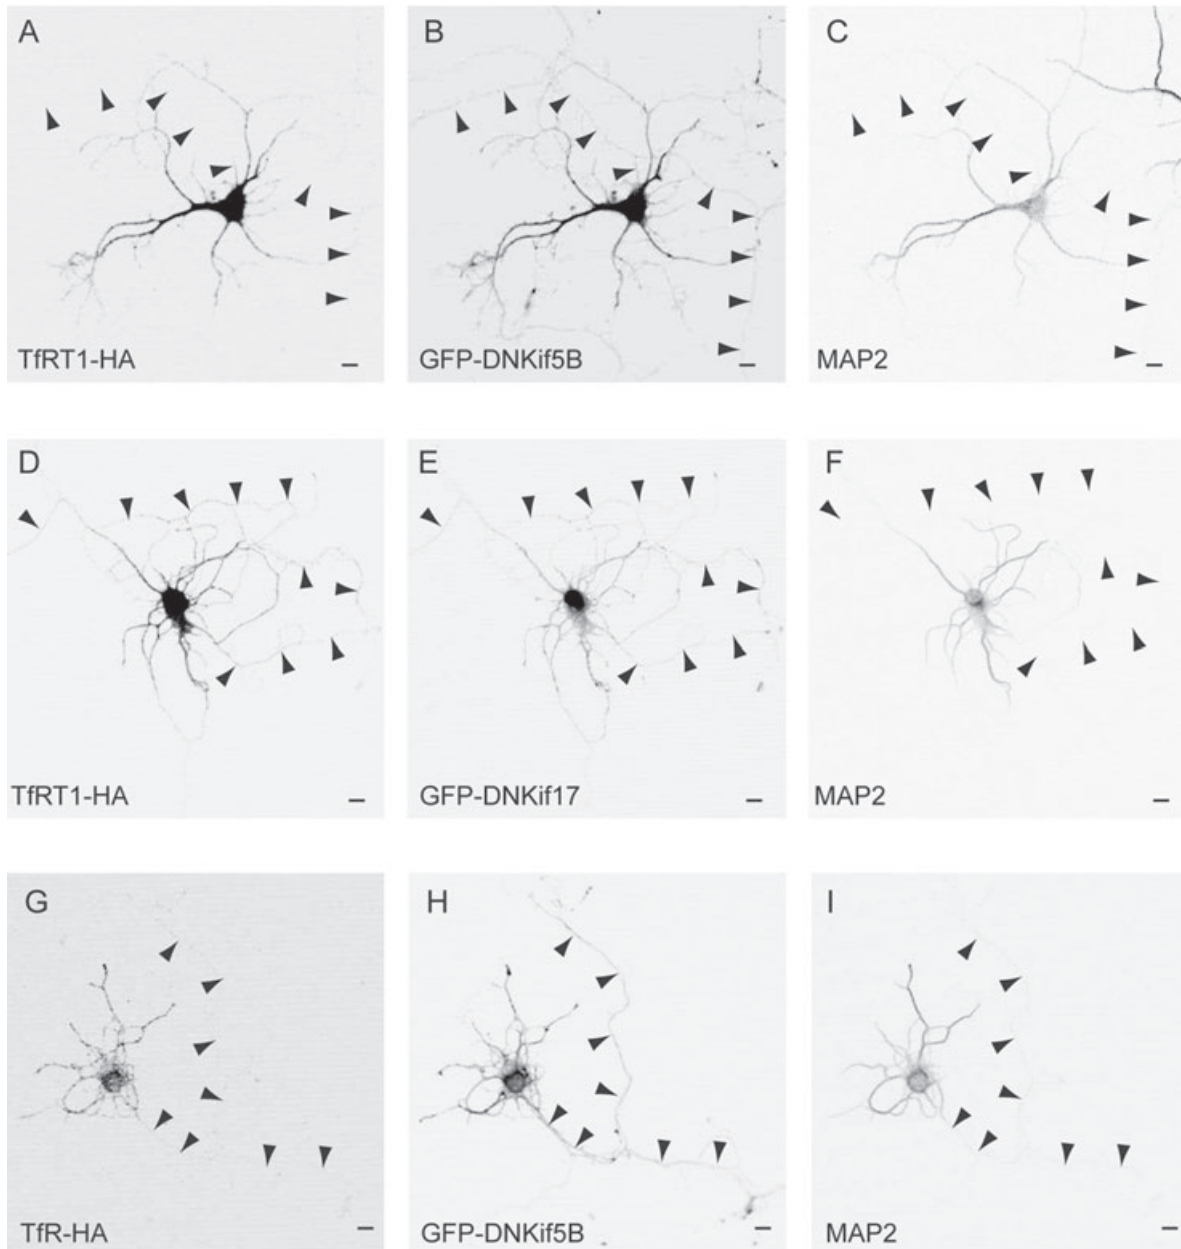 A
B
C
TfRT1-HA
GFP-DNKif5B
MAP2
D
E
F
TfRT1-HA
GFP-DNKif17
MAP2
G
H
I
TfR-HA
GFP-DNKif5B
MAP2